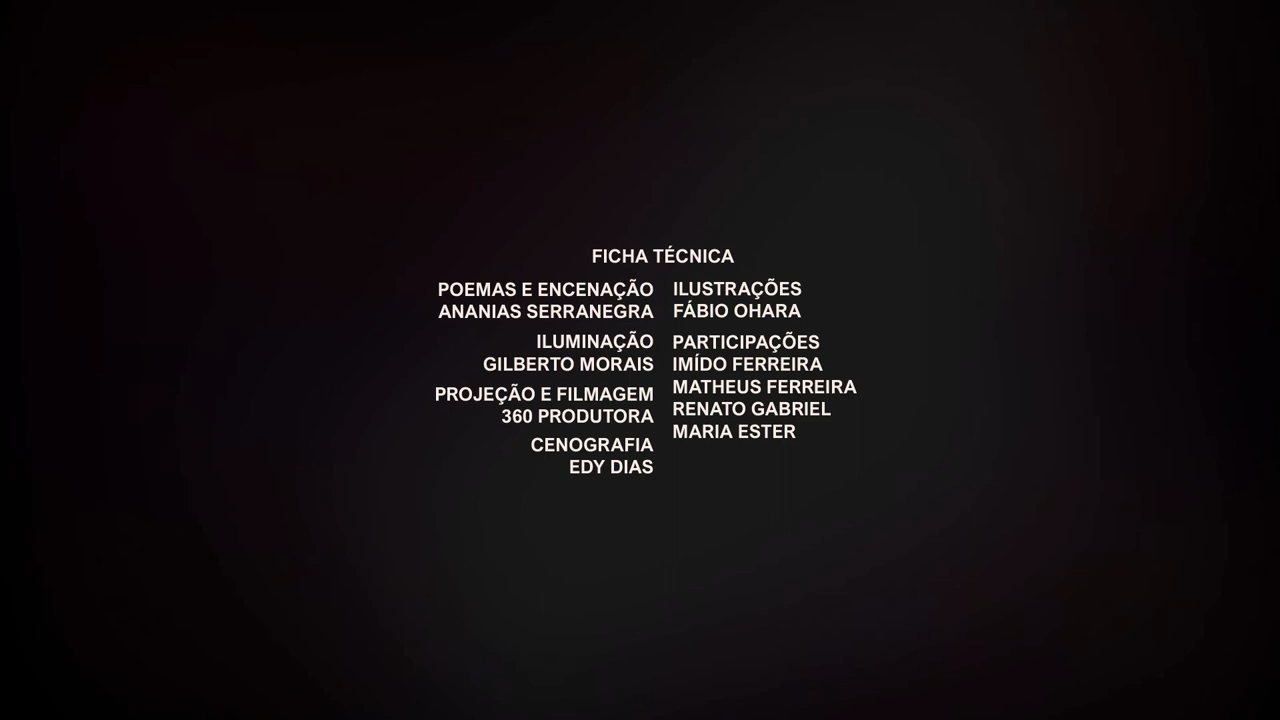 FICHA TÉCNICA
POEMAS E ENCENAÇÃO
ANANIAS SERRANEGRA
ILUMINAÇÃO
GILBERTO MORAIS
PROJEÇÃO E FILMAGEM
360 PRODUTORA
CENOGRAFIA
EDY DIAS
ILUSTRAÇÕES
FÁBIO OHARA
PARTICIPAÇÕES
IMÍDO FERREIRA
MATHEUS FERREIRA
RENATO GABRIEL
MARIA ESTER